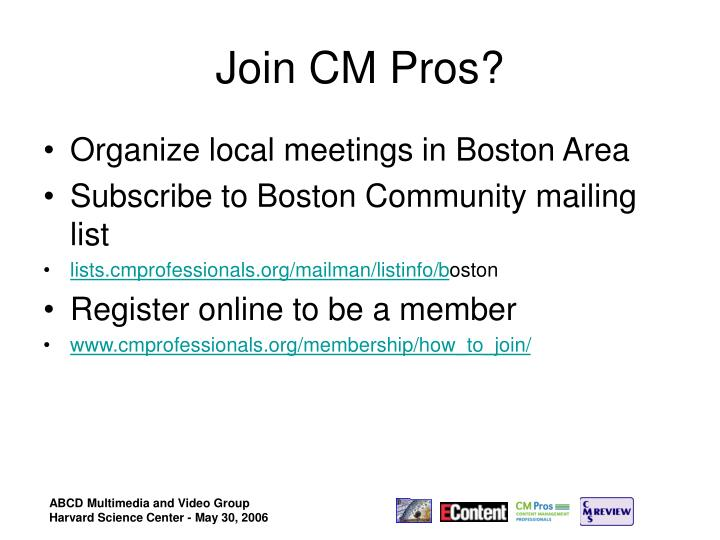 Join CM Pros?
• Organize local meetings in Boston Area
• Subscribe to Boston Community mailing
list
• lists.cmprofessionals.org/mailman/listinfo/boston
• Register online to be a member
• www.cmprofessionals.org/membership/how_to_join/
ABCD Multimedia and Video Group
Harvard Science Center - May 30, 2006
EContent
CM Pros
CONTENT MANAGEMENT
PROFESSIONALS
CMS REVIEW